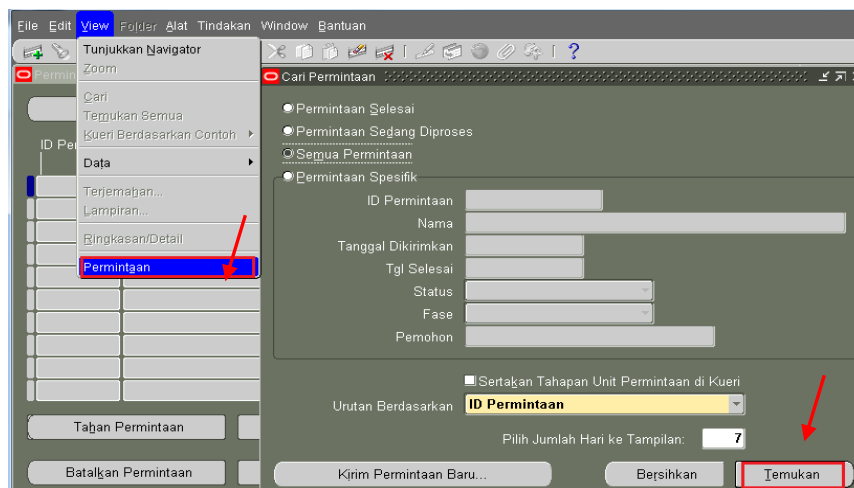 File Edit View Folder Alat Tindakan Window Bantuan
Tunjukkan Navigator
Zoom
Cari
Temukan Semua
Kueri Berdasarkan Contoh
Data
Terjemahan...
Lampiran...
Ringkasan/Detail
Permintaan
ID Pe
Tahan Permintaan
Batalkan Permintaan
Cari Permintaan
Permintaan Selesai
Permintaan Sedang Diproses
Semua Permintaan
Permintaan Spesifik
ID Permintaan
Nama
Tanggal Dikirimkan
Tgl Selesai
Status
Fase
Pemohon
Sertakan Tahapan Unit Permintaan di Kueri
Urutan Berdasarkan ID Permintaan
Pilih Jumlah Hari ke Tampilan: 7
Kirim Permintaan Baru... Bersihkan Temukan